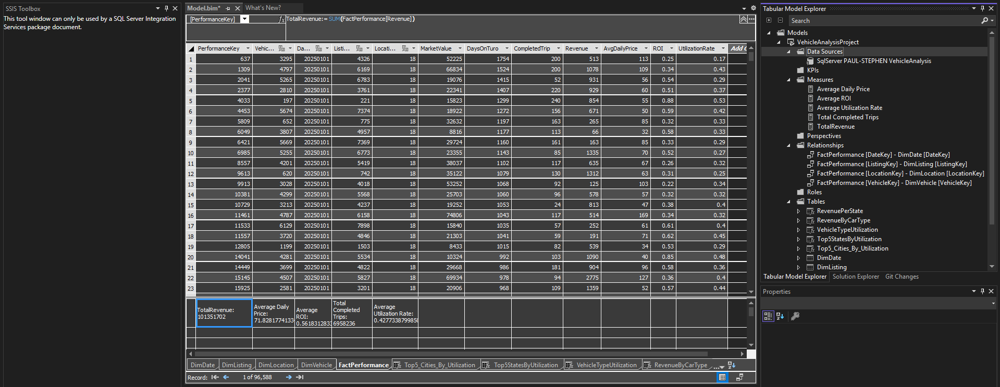 SSIS Toolbox
This tool window can only be used by a SQL Server Integration
Services package document.
Model.bim*
What's New?
[PerformanceKey]
fx
TotalRevenue:= SUM(FactPerformance[Revenue])
PerformanceKey Vehic... Da... Listi... Locati... MarketValue DaysOnTuro CompletedTrip Revenue AvgDailyPrice ROI UtilizationRate Add C
1 637 3295 20250101 4326 18 52225 1754 200 513 113 0.25 0.17
2 1309 4797 20250101 6169 18 66834 1524 200 1078 109 0.34 0.43
3 2041 5265 20250101 6783 18 19076 1415 52 931 56 0.54 0.29
4 2377 2810 20250101 3761 18 22341 1407 220 929 60 0.51 0.37
5 4033 197 20250101 221 18 15823 1299 240 854 55 0.88 0.53
6 4453 5674 20250101 7374 18 18922 1272 156 671 50 0.59 0.42
7 5809 652 20250101 775 18 32632 1197 163 265 85 0.32 0.33
8 6049 3807 20250101 4957 18 8816 1177 113 66 32 0.58 0.33
9 6421 5669 20250101 7369 18 29724 1160 161 163 85 0.33 0.29
10 6985 5255 20250101 6773 18 23355 1143 85 1335 70 0.52 0.27
11 8557 4201 20250101 5419 18 38037 1102 117 635 67 0.26 0.32
12 9613 620 20250101 742 18 35122 1079 130 1312 63 0.31 0.25
13 9913 3028 20250101 4018 18 53252 1068 92 125 103 0.22 0.34
14 10381 4299 20250101 5568 18 25703 1060 96 578 57 0.32 0.32
15 10729 3213 20250101 4237 18 19252 1053 24 813 47 0.38 0.4
16 11461 4787 20250101 6158 18 74806 1043 117 514 169 0.34 0.32
17 11533 6129 20250101 7898 18 15840 1035 57 252 61 0.61 0.4
18 11557 3720 20250101 4846 18 21303 1041 59 191 71 0.62 0.45
19 12805 1199 20250101 1503 18 8433 1015 82 539 34 0.53 0.29
20 14041 4281 20250101 5534 18 10324 992 103 1090 40 0.85 0.48
21 14449 3699 20250101 4822 18 29668 986 181 904 96 0.58 0.36
22 15145 4507 20250101 5827 18 69934 978 94 2775 127 0.36 0.4
23 15925 2581 20250101 3201 18 20906 968 109 1359 52 0.57 0.44
TotalRevenue:
101351702
Average Daily
Price:
71.828177413
Average
ROI:
0.561831283
Total
Completed
Trips:
6958236
Average
Utilization Rate:
0.4277338799850
DimDate DimListing DimLocation DimVehicle FactPerformance Top5_Cities_By_Utilization Top5StatesByUtilization VehicleTypeUtilization RevenueByCarType ...
Record: 1 of 96,588
Tabular Model Explorer
Search
Models
VehicleAnalysisProject
Data Sources
SqlServer PAUL-STEPHEN VehicleAnalysis
KPIs
Measures
Average Daily Price
Average ROI
Average Utilization Rate
Total Completed Trips
TotalRevenue
Perspectives
Relationships
FactPerformance [DateKey] - DimDate [DateKey]
FactPerformance [ListingKey] - DimListing [ListingKey]
FactPerformance [LocationKey] - DimLocation [LocationKey]
FactPerformance [VehicleKey] - DimVehicle [VehicleKey]
Roles
Tables
RevenuePerState
RevenueByCarType
VehicleTypeUtilization
Top5StatesByUtilization
Top5_Cities_By_Utilization
DimDate
DimListing
Tabular Model Explorer Solution Explorer Git Changes
Properties